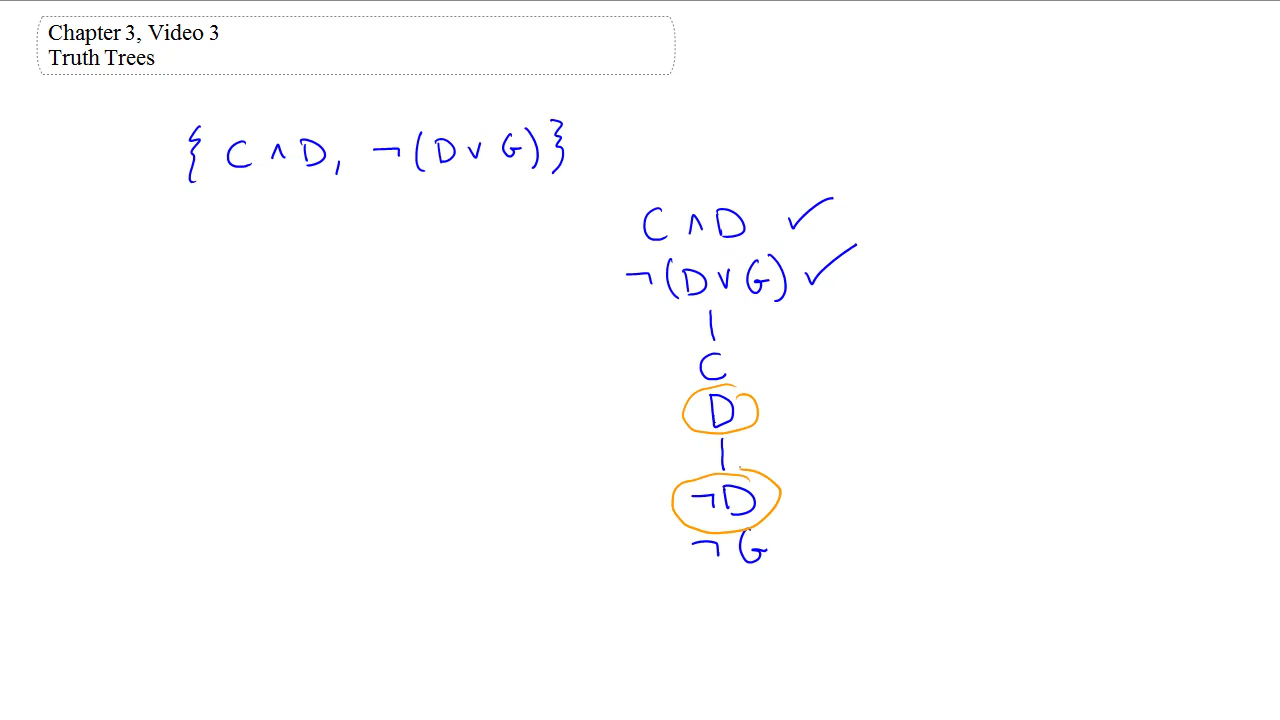 Chapter 3, Video 3
Truth Trees
{ C ∧ D, ¬(D ∨ G)}
C ∧ D ✓
¬(D ∨ G) ✓
C
D
¬D
¬G